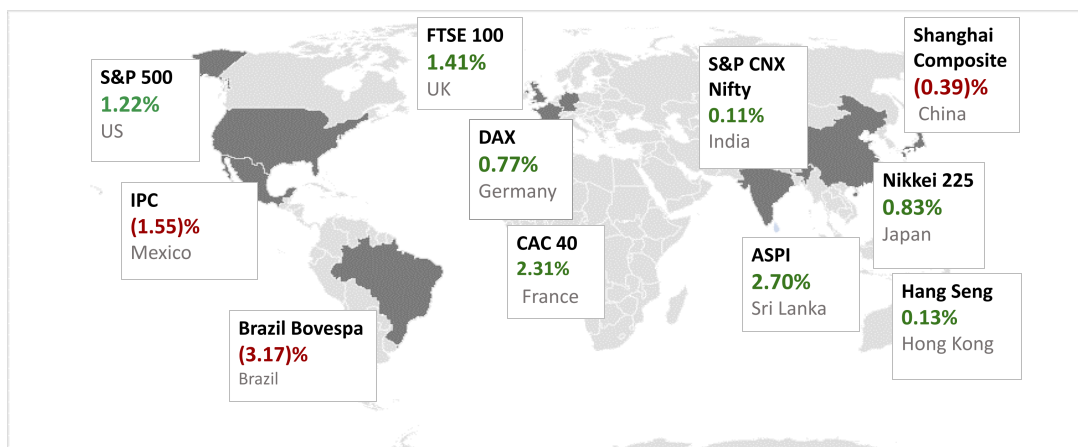 S&P 500
1.22%
US
IPC
(1.55)%
Mexico
Brazil Bovespa
(3.17)%
Brazil
FTSE 100
1.41%
UK
DAX
0.77%
Germany
CAC 40
2.31%
France
S&P CNX
Nifty
0.11%
India
ASPI
2.70%
Sri Lanka
Shanghai
Composite
(0.39)%
China
Nikkei 225
0.83%
Japan
Hang Seng
0.13%
Hong Kong